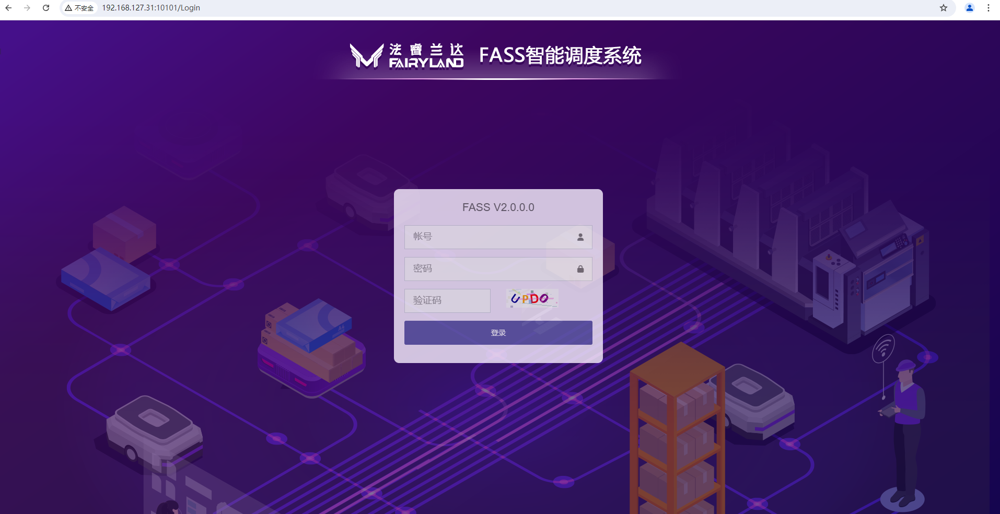 不安全 192.168.127.31:10101/Login
法睿兰达 FASS智能调度系统
FAIRYLAND
FASS V2.0.0.0
帐号
密码
验证码 UPDO
登录
A4